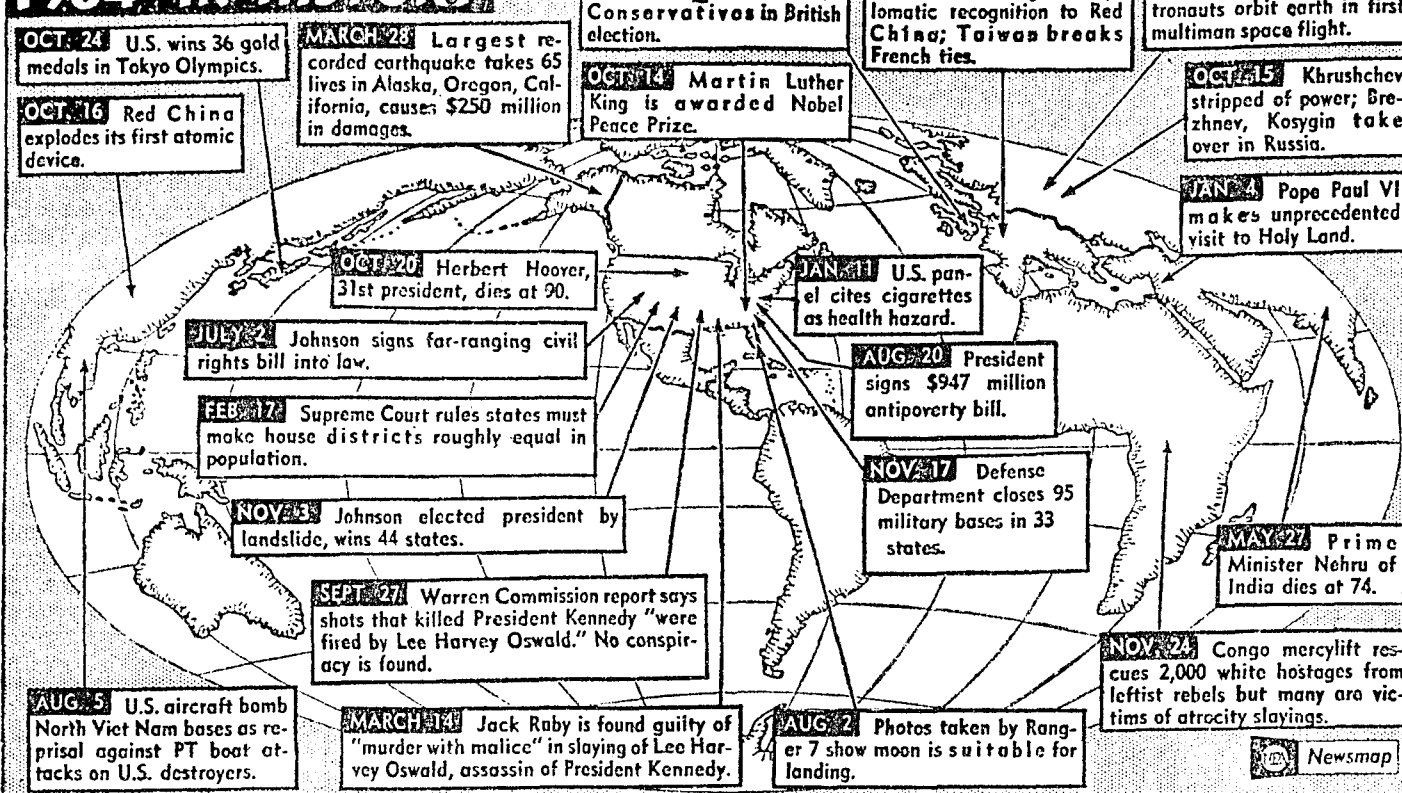 Conservatives in British
election.
lomatic recognition to Red
China; Taiwan breaks
French ties.
tronauts orbit earth in first
multiman space flight.
OCT. 24 U.S. wins 36 gold
medals in Tokyo Olympics.
MARCH 28 Largest re-
corded earthquake takes 65
lives in Alaska, Oregon, Cal-
ifornia, causes $250 million
in damages.
OCT. 14 Martin Luther
King is awarded Nobel
Peace Prize.
OCT. 15 Khrushchev
stripped of power; Bre-
zhnev, Kosygin take
over in Russia.
OCT. 16 Red China
explodes its first atomic
device.
JAN. 4 Pope Paul VI
makes unprecedented
visit to Holy Land.
OCT. 20 Herbert Hoover,
31st president, dies at 90.
JAN. 11 U.S. pan-
el cites cigarettes
as health hazard.
JULY 2 Johnson signs far-ranging civil
rights bill into law.
AUG. 20 President
signs $947 million
antipoverty bill.
FEB. 17 Supreme Court rules states must
make house districts roughly equal in
population.
NOV. 17 Defense
Department closes 95
military bases in 33
states.
NOV. 3 Johnson elected president by
landslide, wins 44 states.
MAY 27 Prime
Minister Nehru of
India dies at 74.
SEPT. 27 Warren Commission report says
shots that killed President Kennedy "were
fired by Lee Harvey Oswald." No conspir-
acy is found.
NOV. 24 Congo mercylift res-
cues 2,000 white hostages from
leftist rebels but many are vic-
tims of atrocity slayings.
AUG. 5 U.S. aircraft bomb
North Viet Nam bases as re-
prisal against PT boat at-
tacks on U.S. destroyers.
MARCH 14 Jack Ruby is found guilty of
"murder with malice" in slaying of Lee Har-
vey Oswald, assassin of President Kennedy.
AUG. 2 Photos taken by Rang-
er 7 show moon is suitable for
landing.
NEA Newsmap